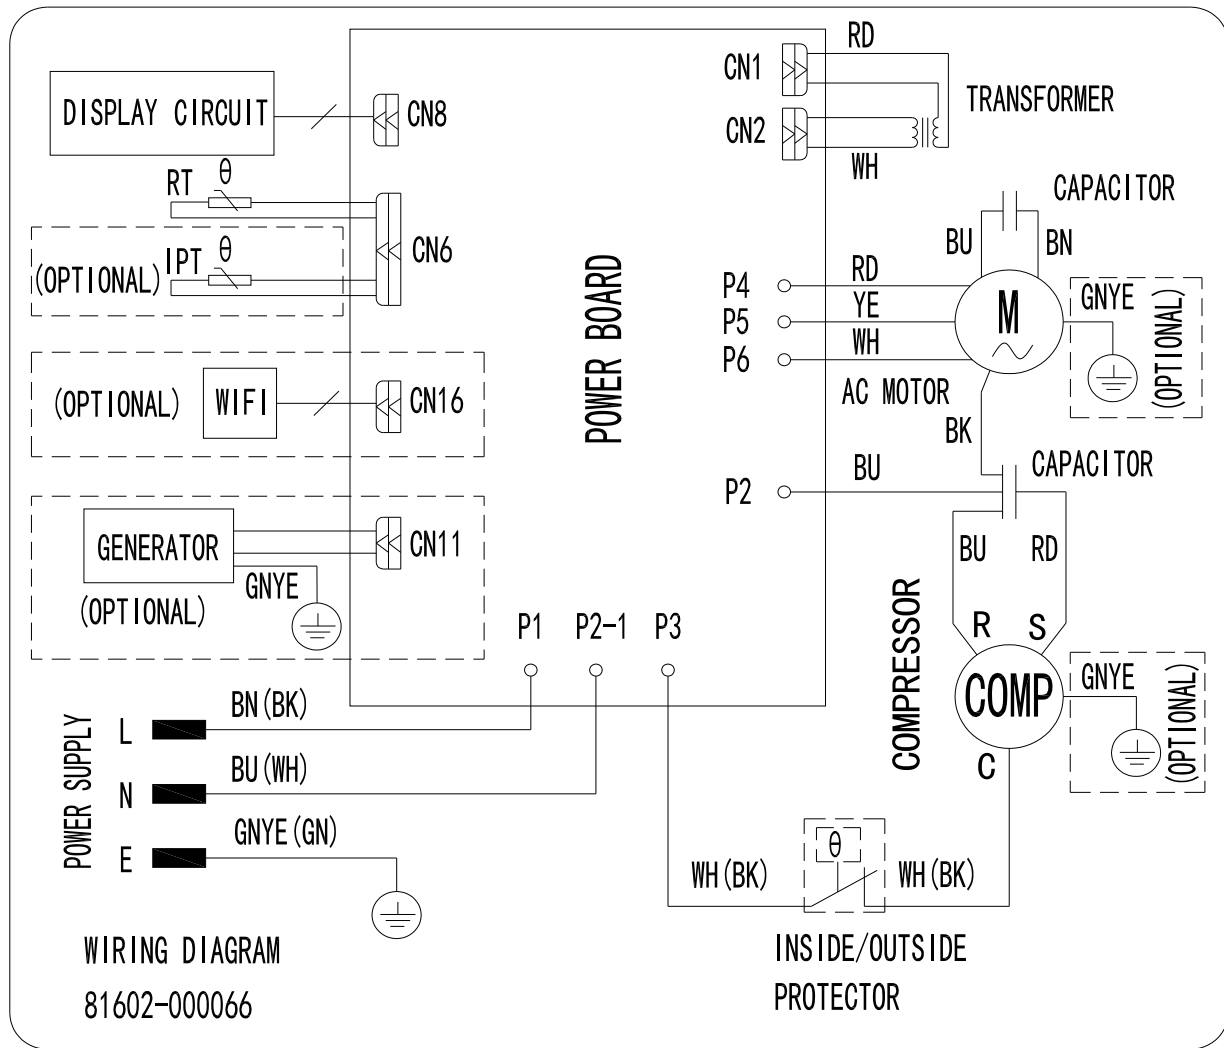 RD
CN1
TRANSFORMER
DISPLAY CIRCUIT
CN8
CN2
WH
RT θ
CAPACITOR
BU BN
(OPTIONAL) IPT θ
CN6
POWER BOARD
P4 RD
P5 YE
P6 WH
M
GNYE
(OPTIONAL)
AC MOTOR
(OPTIONAL) WIFI CN16
BK
CAPACITOR
P2 BU
GENERATOR
CN11
GNYE
(OPTIONAL)
BU RD
COMPRESSOR
R S
COMP
C
GNYE
(OPTIONAL)
P1 P2-1 P3
POWER SUPPLY
L BN(BK)
N BU(WH)
E GNYE(GN)
WH(BK) θ WH(BK)
INSIDE/OUTSIDE
PROTECTOR
WIRING DIAGRAM
81602-000066